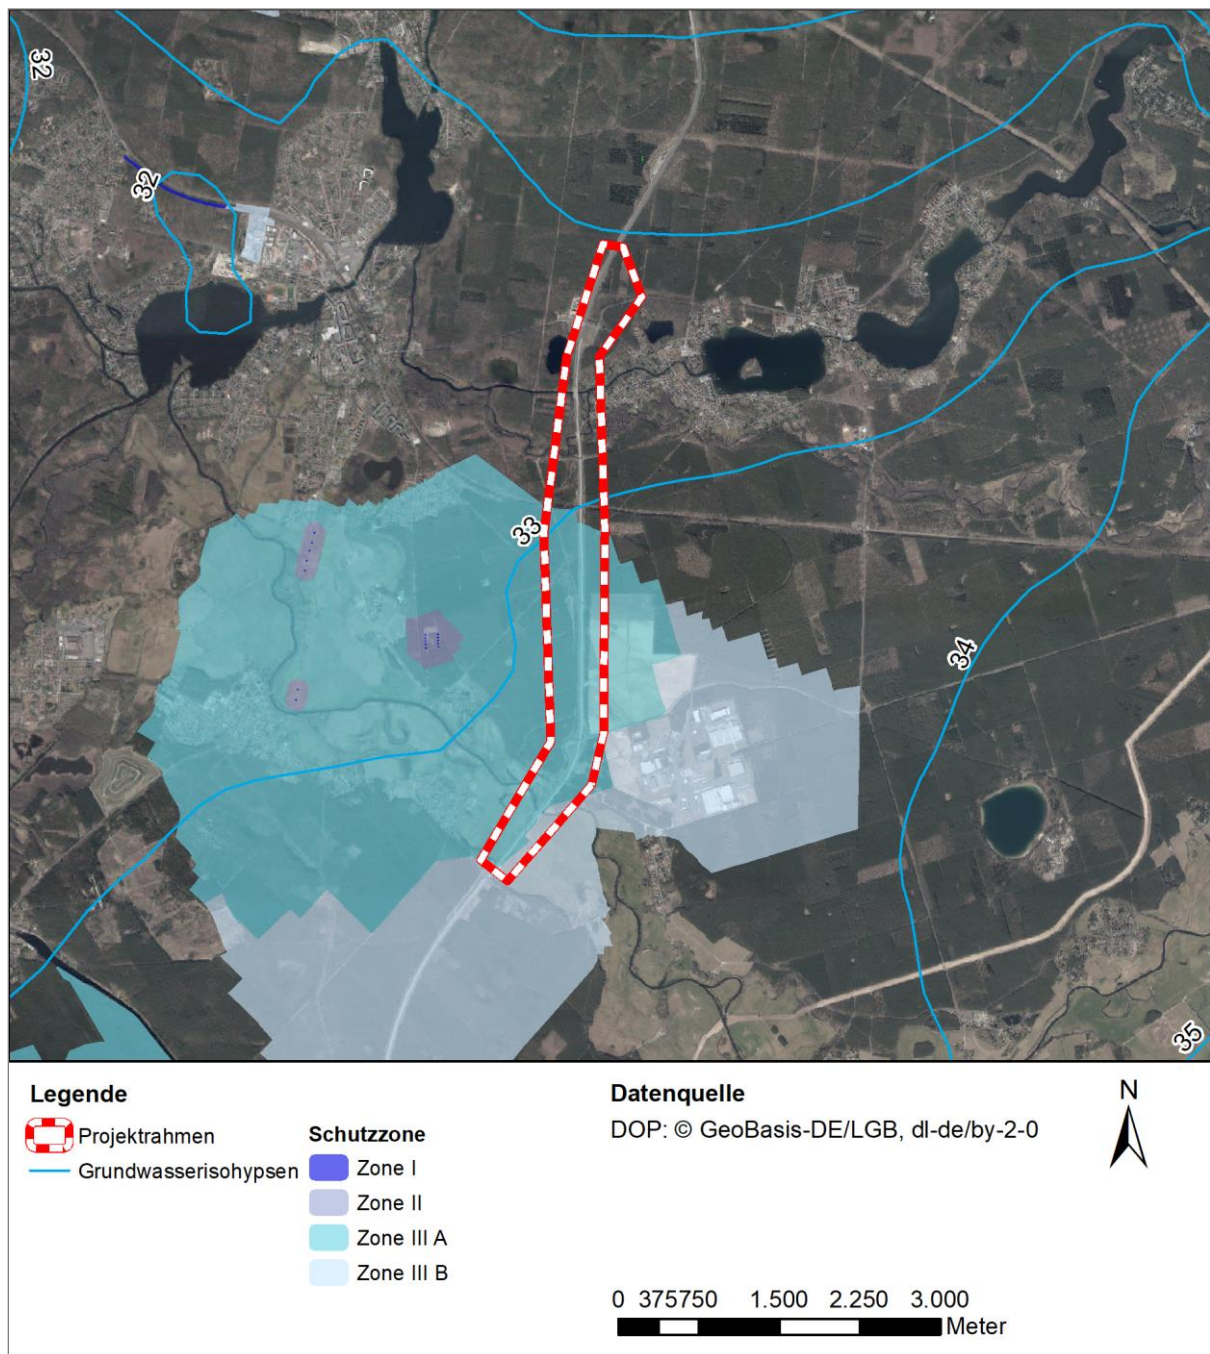 32
32
33
34
35
Legende
Projektrahmen
Grundwasserisohypsen
Schutzzone
Zone I
Zone II
Zone III A
Zone III B
Datenquelle
DOP: © GeoBasis-DE/LGB, dl-de/by-2-0
N
0 375750 1.500 2.250 3.000
Meter